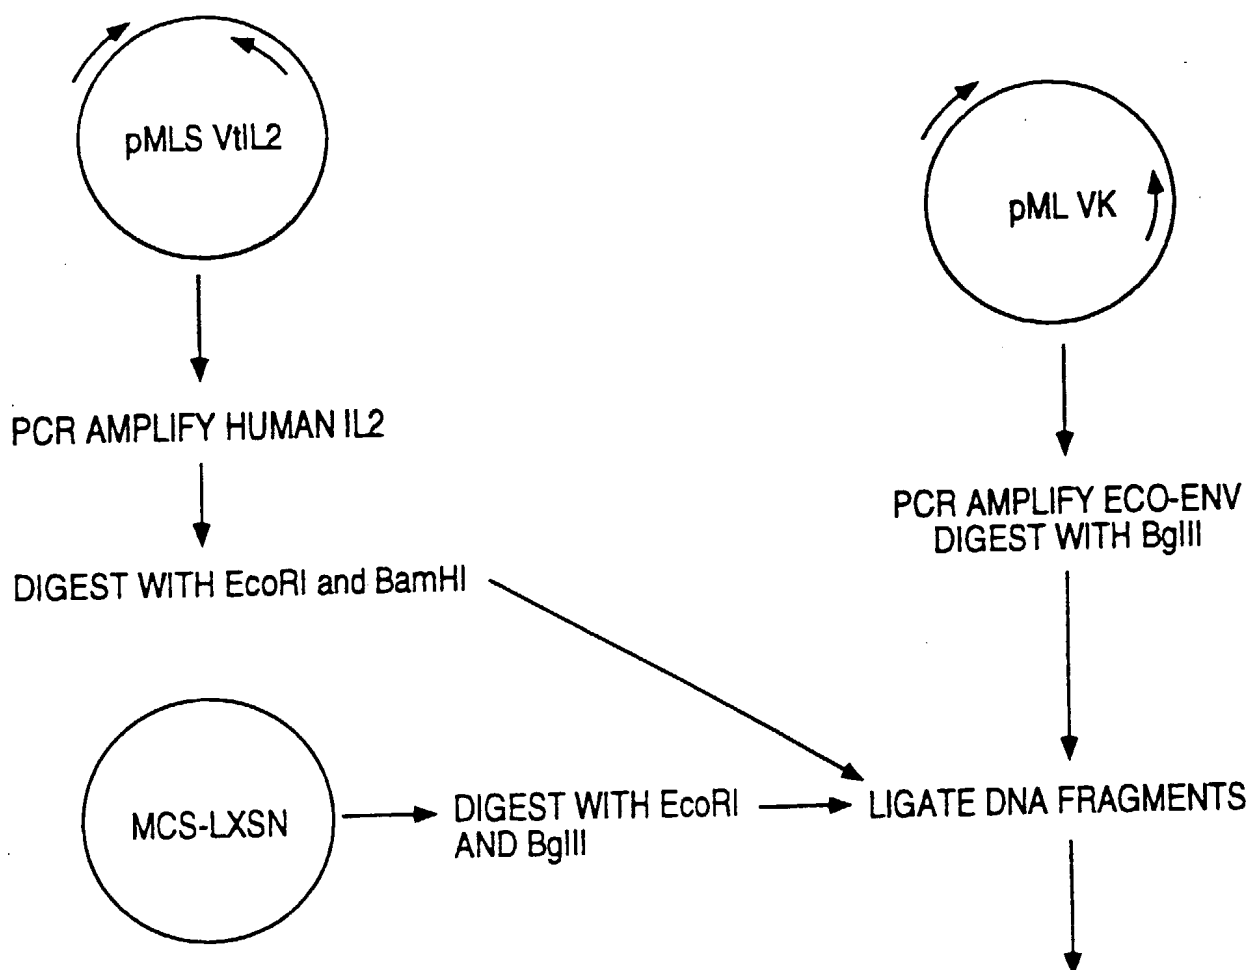 pMLS VtIL2
pML VK
PCR AMPLIFY HUMAN IL2
PCR AMPLIFY ECO-ENV
DIGEST WITH BglII
DIGEST WITH EcoRI and BamHI
MCS-LXSN
DIGEST WITH EcoRI
AND BglII
LIGATE DNA FRAGMENTS